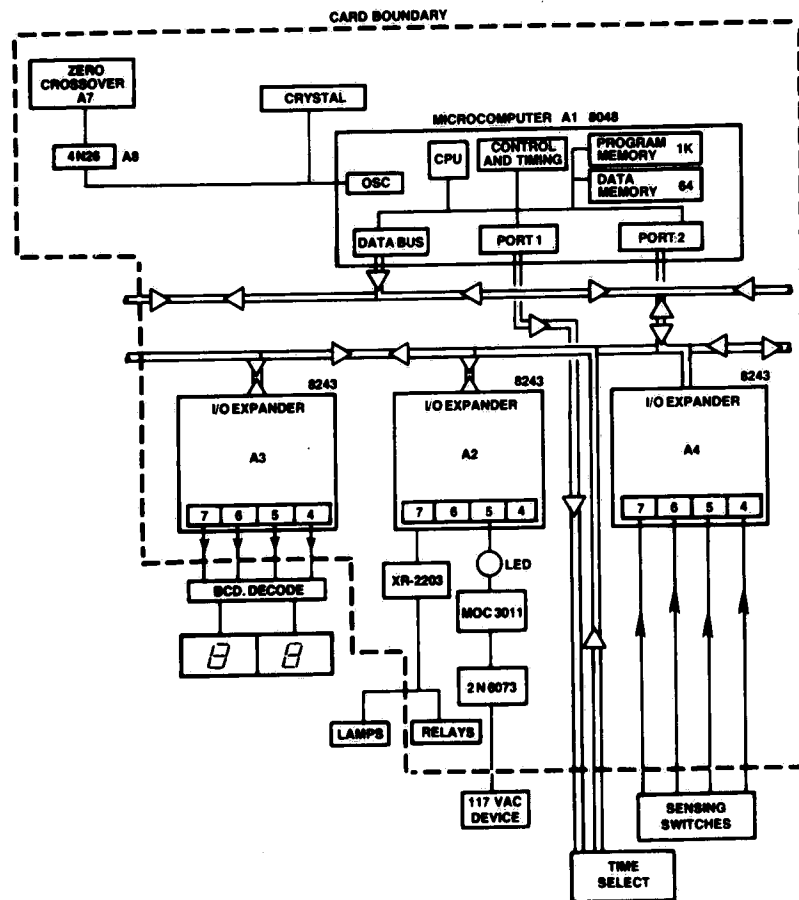 CARD BOUNDARY
ZERO
CROSSOVER
A7
CRYSTAL
MICROCOMPUTER A1 8048
4N26
A8
CPU
CONTROL
AND TIMING
PROGRAM
MEMORY
1K
DATA
MEMORY
64
OSC
DATA BUS
PORT 1
PORT 2
8243
I/O EXPANDER
A3
7 6 5 4
8243
I/O EXPANDER
A2
7 6 5 4
8243
I/O EXPANDER
A4
7 6 5 4
BCD. DECODE
8 8
XR-2203
LED
MOC 3011
2N6073
LAMPS
RELAYS
117 VAC
DEVICE
SENSING
SWITCHES
TIME
SELECT